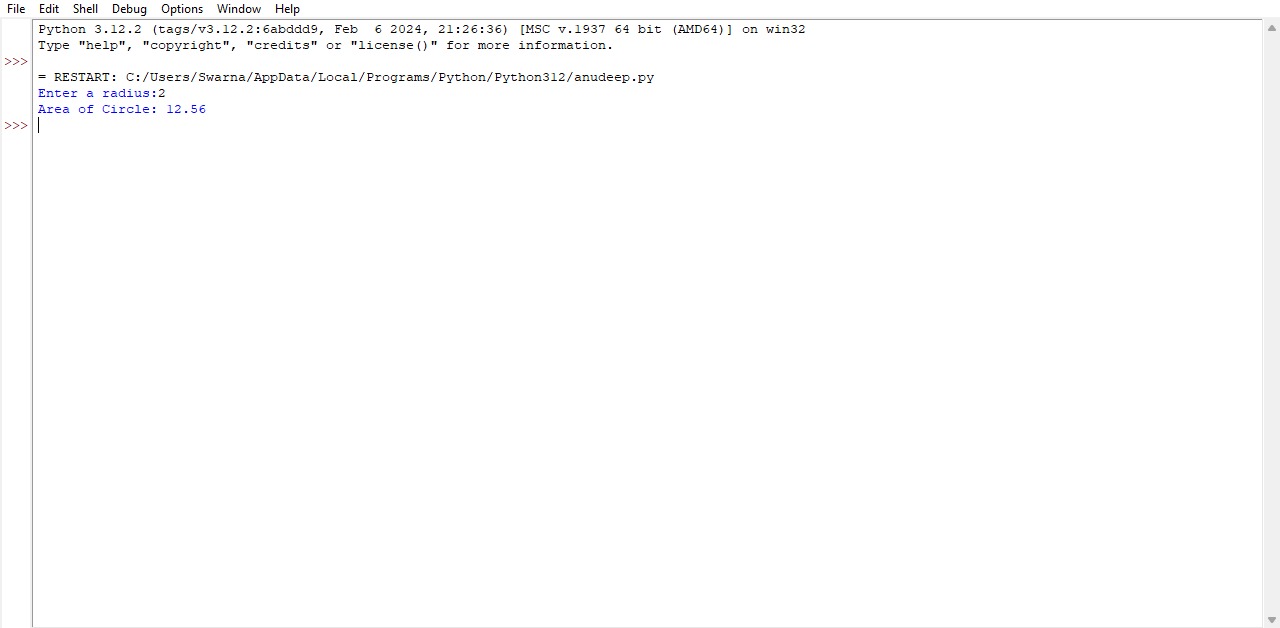 File Edit Shell Debug Options Window Help
Python 3.12.2 (tags/v3.12.2:6abddd9, Feb  6 2024, 21:26:36) [MSC v.1937 64 bit (AMD64)] on win32
Type "help", "copyright", "credits" or "license()" for more information.
>>>
= RESTART: C:/Users/Swarna/AppData/Local/Programs/Python/Python312/anudeep.py
Enter a radius:2
Area of Circle: 12.56
>>>